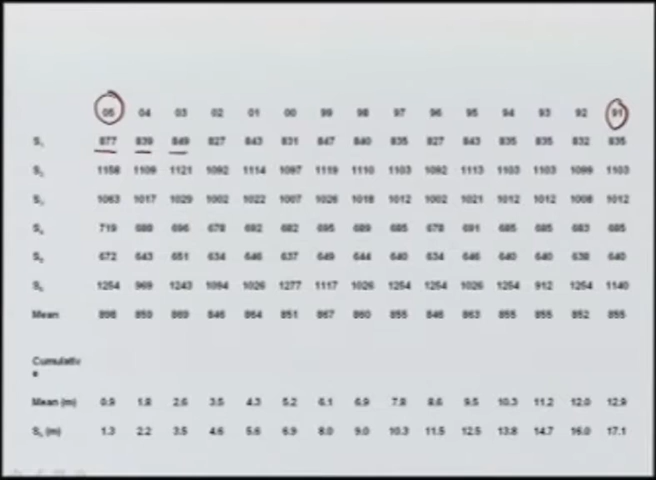 05 04 03 02 01 00 99 98 97 96 95 94 93 92 91
S₁ 877 839 849 827 843 831 847 840 835 827 843 835 835 832 835
1158 1109 1121 1092 1114 1097 1119 1110 1103 1092 1113 1103 1103 1099 1103
1063 1017 1029 1002 1022 1007 1026 1018 1012 1002 1021 1012 1012 1008 1012
719 688 696 678 692 682 695 689 685 678 691 685 685 683 685
672 643 651 634 646 637 649 644 640 634 646 640 640 638 640
1254 969 1243 1094 1026 1277 1117 1026 1254 1254 1026 1254 912 1254 1140
Mean 898 859 869 846 864 851 867 860 855 846 863 855 855 852 855
Cumulativ
e
Mean (m) 0.9 1.8 2.6 3.5 4.3 5.2 6.1 6.9 7.8 8.6 9.5 10.3 11.2 12.0 12.9
(m) 1.3 2.2 3.5 4.6 5.6 6.9 8.0 9.0 10.3 11.5 12.5 13.8 14.7 16.0 17.1